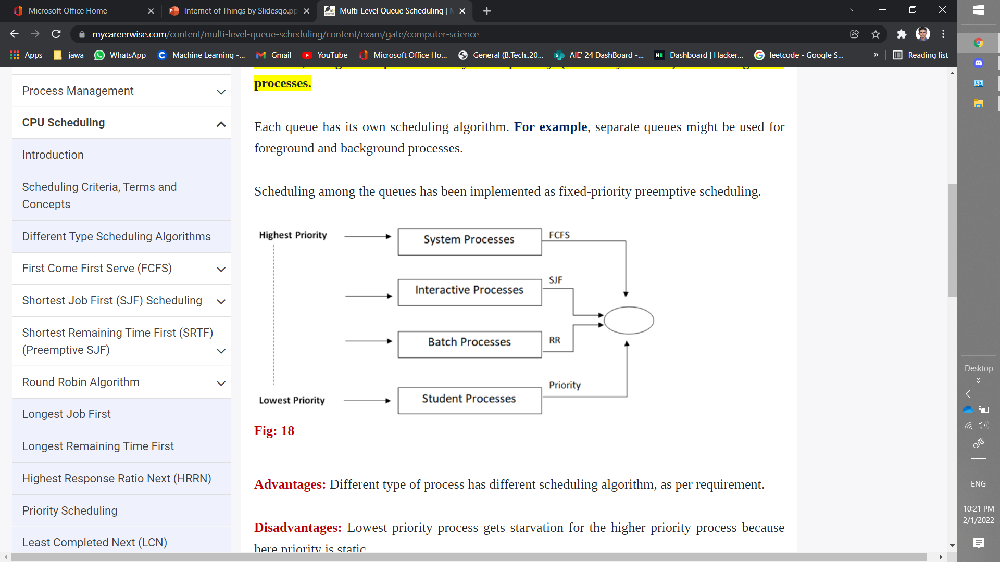 Microsoft Office Home
Internet of Things by Slidesgo.pp
Multi-Level Queue Scheduling |
mycareerwise.com/content/multi-level-queue-scheduling/content/exam/gate/computer-science
Apps
jawa
WhatsApp
Machine Learning -...
Gmail
YouTube
Microsoft Office Ho...
General (B.Tech..20...
AIE' 24 DashBoard -...
Dashboard | Hacker...
leetcode - Google S...
»
Reading list
Process Management
CPU Scheduling
Introduction
Scheduling Criteria, Terms and
Concepts
Different Type Scheduling Algorithms
First Come First Serve (FCFS)
Shortest Job First (SJF) Scheduling
Shortest Remaining Time First (SRTF)
(Preemptive SJF)
Round Robin Algorithm
Longest Job First
Longest Remaining Time First
Highest Response Ratio Next (HRRN)
Priority Scheduling
Least Completed Next (LCN)
processes.
Each queue has its own scheduling algorithm. For example, separate queues might be used for
foreground and background processes.
Scheduling among the queues has been implemented as fixed-priority preemptive scheduling.
Highest Priority
System Processes
FCFS
Interactive Processes
SJF
Batch Processes
RR
Lowest Priority
Student Processes
Priority
Fig: 18
Advantages: Different type of process has different scheduling algorithm, as per requirement.
Disadvantages: Lowest priority process gets starvation for the higher priority process because
here priority is static
Desktop
ENG
10:21 PM
2/1/2022